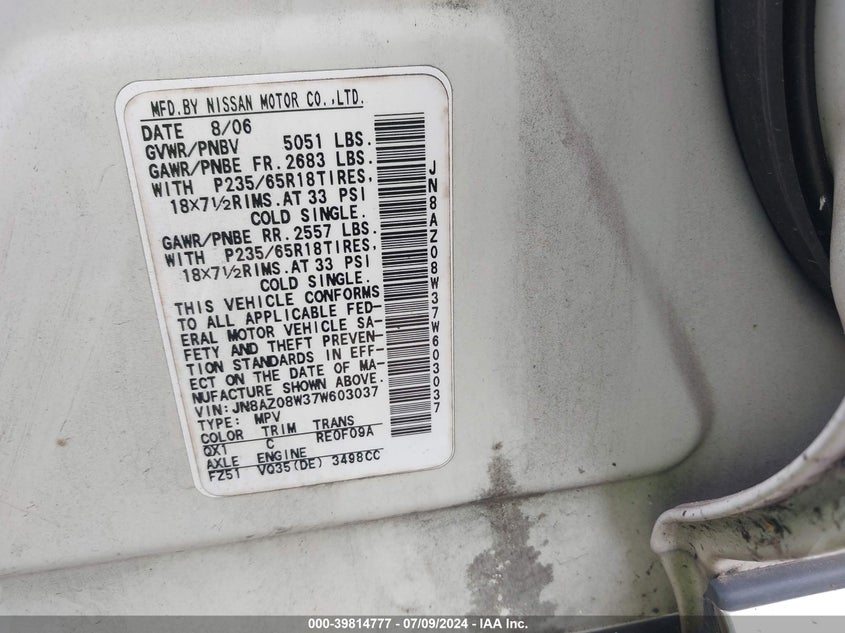 MFD.BY NISSAN MOTOR CO.,LTD.
DATE 8/06
GVWR/PNBV 5051 LBS.
GAWR/PNBE FR. 2683 LBS.
WITH P235/65R18TIRES,
18X7½RIMS.AT 33 PSI
COLD SINGLE.
GAWR/PNBE RR. 2557 LBS.
WITH P235/65R18TIRES,
18X7½RIMS.AT 33 PSI
COLD SINGLE.
THIS VEHICLE CONFORMS
TO ALL APPLICABLE FED-
ERAL MOTOR VEHICLE SA-
FETY AND THEFT PREVEN-
TION STANDARDS IN EFF-
ECT ON THE DATE OF MA-
NUFACTURE SHOWN ABOVE.
VIN:JN8AZ08W37W603037
TYPE: MPV
COLOR TRIM TRANS
QX1 C RE0F09A
AXLE ENGINE
FZ51 VQ35(DE) 3498CC
JN8AZ08W37W603037
000-39814777 - 07/09/2024 - IAA Inc.